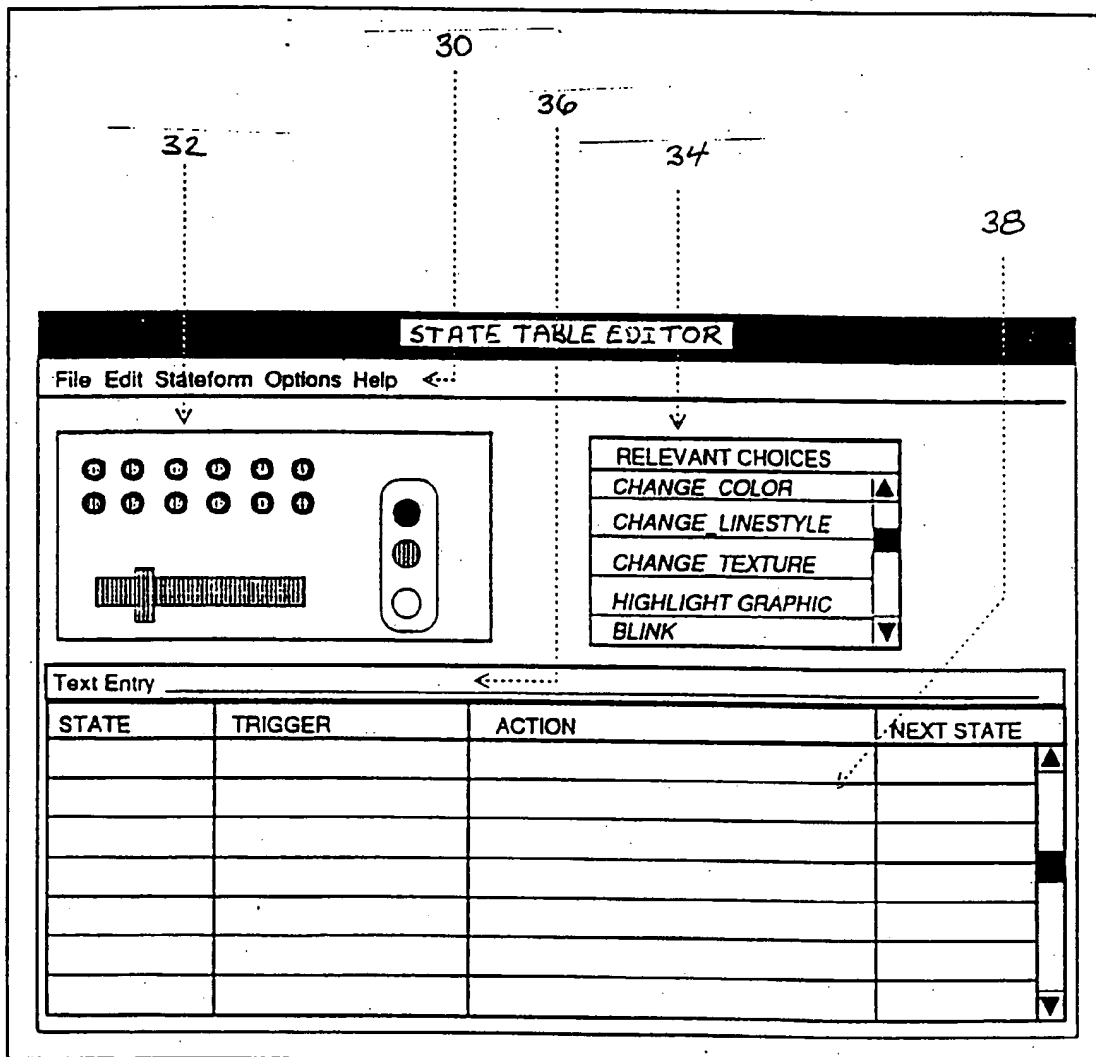 30
36
32
34
38
STATE TABLE EDITOR
File Edit Stateform Options Help
RELEVANT CHOICES
CHANGE_COLOR
CHANGE_LINESTYLE
CHANGE_TEXTURE
HIGHLIGHT GRAPHIC
BLINK
Text Entry
STATE TRIGGER ACTION NEXT STATE